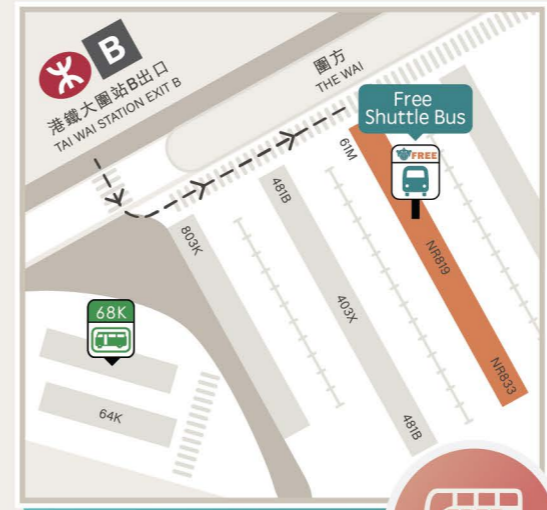 B
港鐵大圍站B出口
TAI WAI STATION EXIT B
圍方
THE WAI
Free
Shuttle Bus
FREE
61M
481B
803K
NR819
403X
68K
NR833
64K
481B